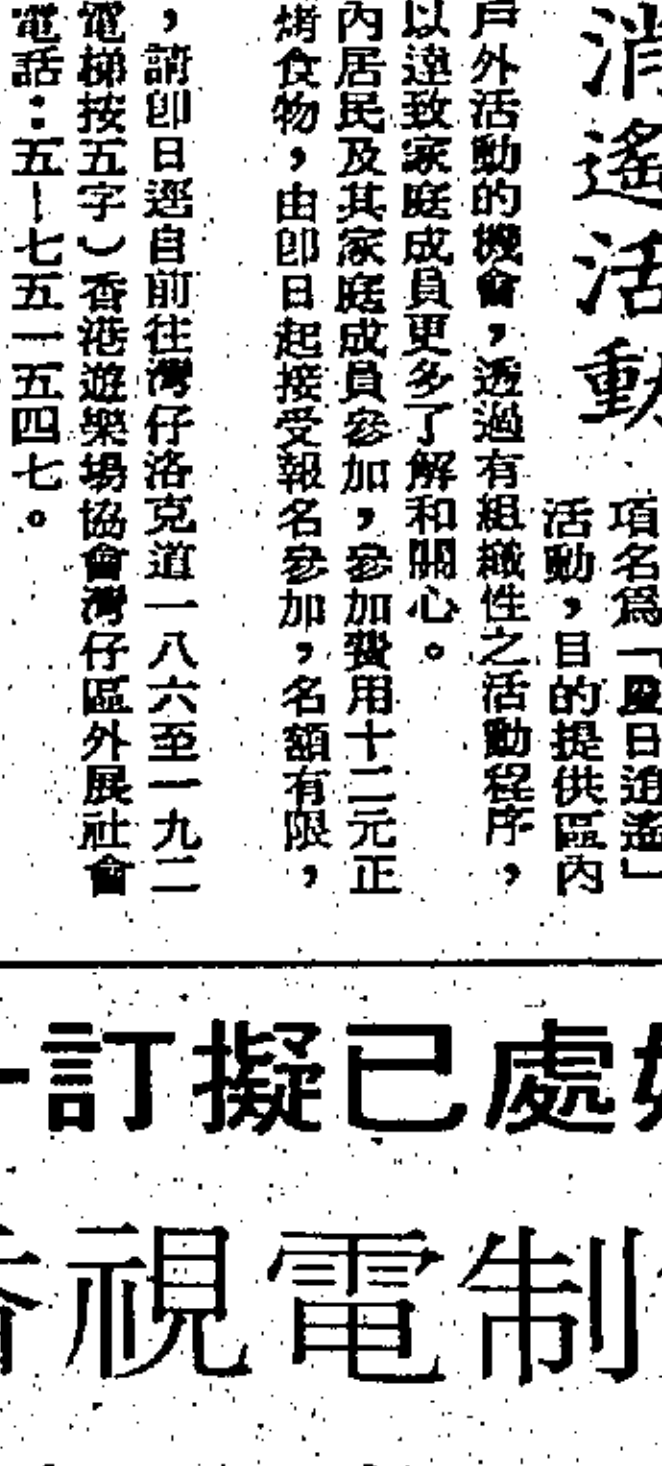 消遙活動
項名爲「夏日逍遙」
活動，目的提供區內
戶外活動的機會，透過有組織性之活動程序，
以達致家庭成員更多了解和關心。
內居民及其家庭成員參加，參加費用十二元正
食物，由即日起接受報名參加，名額有限，
，請即日逕自前往灣仔洛克道一八六至一九二
電梯按五字）香港遊樂場協會灣仔區外展社會
電話：五－七五一五四七。
訂擬已處
視電制